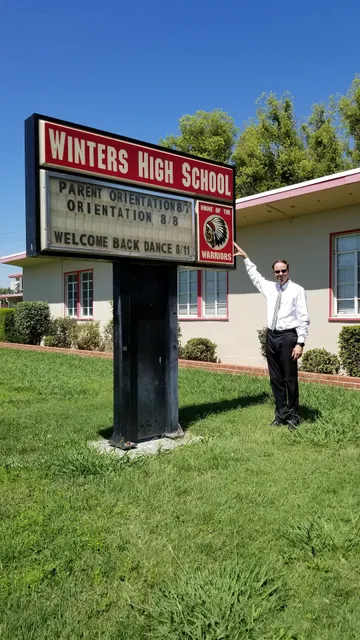 WINTERS HIGH SCHOOL
PARENT ORIENTATION 8/7
ORIENTATION 8/8
WELCOME BACK DANCE 8/11
HOME OF THE
WARRIORS